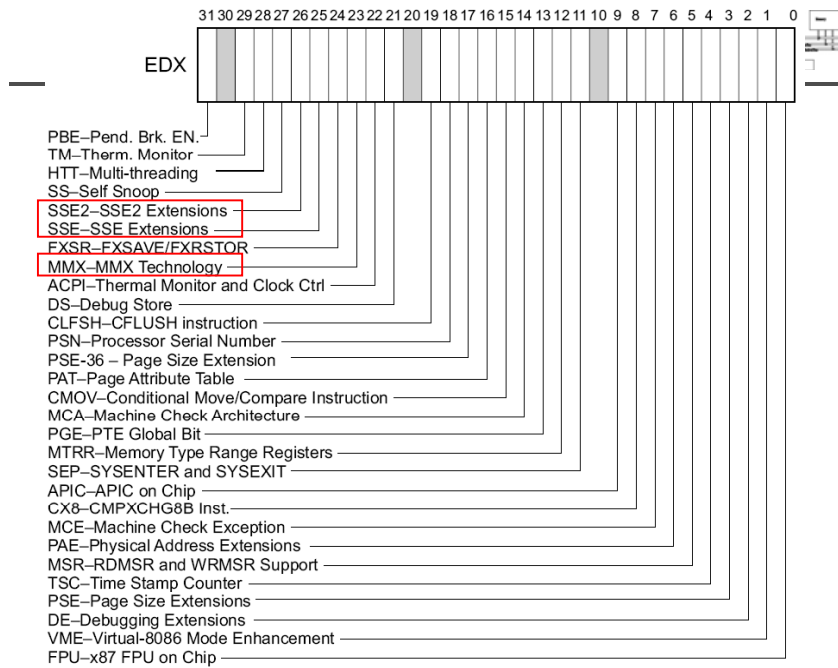 31 30 29 28 27 26 25 24 23 22 21 20 19 18 17 16 15 14 13 12 11 10 9 8 7 6 5 4 3 2 1 0
EDX
PBE–Pend. Brk. EN.
TM–Therm. Monitor
HTT–Multi-threading
SS–Self Snoop
SSE2–SSE2 Extensions
SSE–SSE Extensions
FXSR–FXSAVE/FXRSTOR
MMX–MMX Technology
ACPI–Thermal Monitor and Clock Ctrl
DS–Debug Store
CLFSH–CFLUSH instruction
PSN–Processor Serial Number
PSE-36 – Page Size Extension
PAT–Page Attribute Table
CMOV–Conditional Move/Compare Instruction
MCA–Machine Check Architecture
PGE–PTE Global Bit
MTRR–Memory Type Range Registers
SEP–SYSENTER and SYSEXIT
APIC–APIC on Chip
CX8–CMPXCHG8B Inst.
MCE–Machine Check Exception
PAE–Physical Address Extensions
MSR–RDMSR and WRMSR Support
TSC–Time Stamp Counter
PSE–Page Size Extensions
DE–Debugging Extensions
VME–Virtual-8086 Mode Enhancement
FPU–x87 FPU on Chip